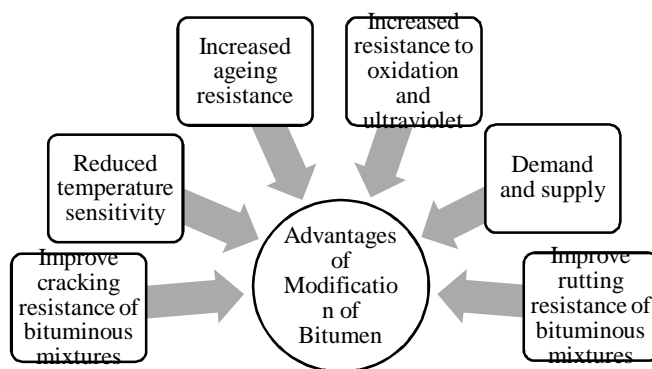 Increased
ageing
resistance
Increased
resistance to
oxidation
and
ultraviolet
Reduced
temperature
sensitivity
Demand
and supply
Improve
cracking
resistance of
bituminous
mixtures
Advantages
of
Modificatio
n of
Bitumen
Improve
rutting
resistance of
bituminous
mixtures